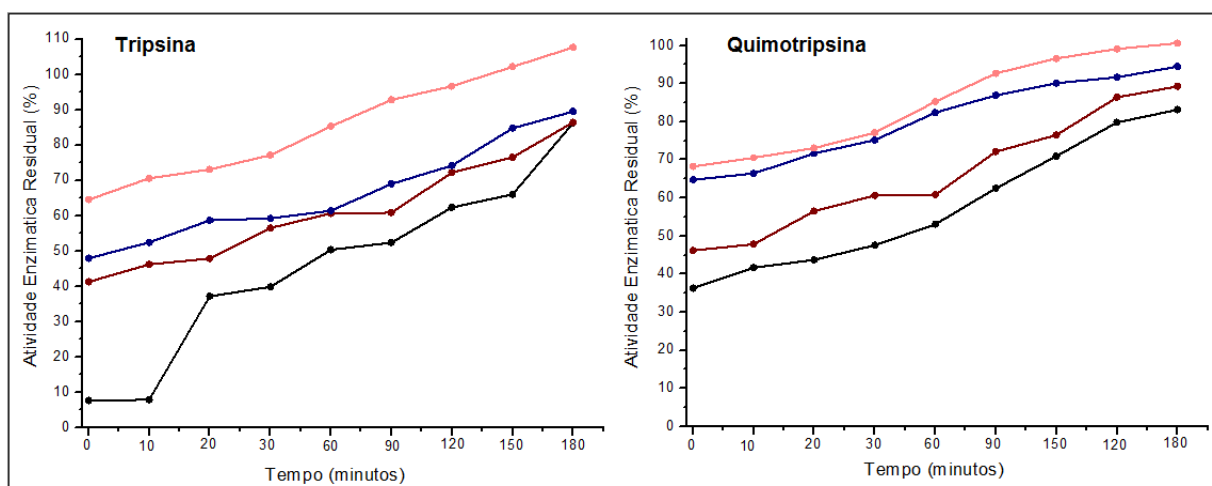 Tripsina
Atividade Enzimatica Residual (%)
110
100
90
80
70
60
50
40
30
20
10
0
0 10 20 30 60 90 120 150 180
Tempo (minutos)
Quimotripsina
Atividade Enzimatica Residual (%)
100
90
80
70
60
50
40
30
20
10
0
0 10 20 30 60 90 150 120 180
Tempo (minutos)